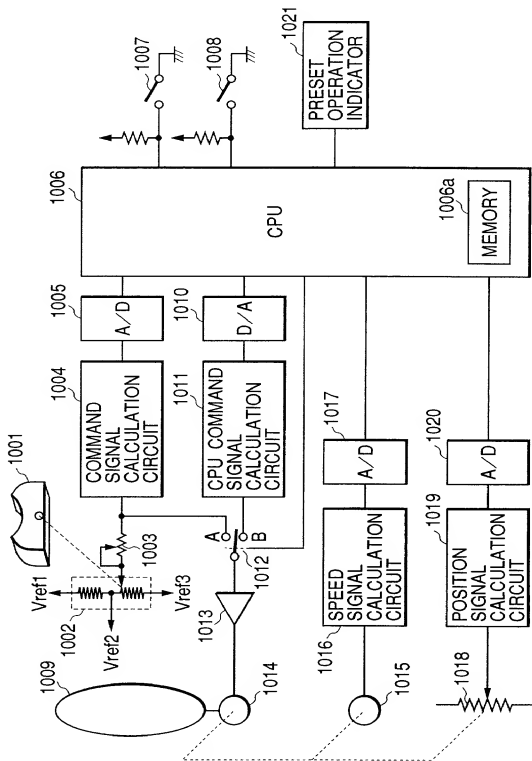 1001
Vref1
1002
Vref2
Vref3
1003
1004
COMMAND
SIGNAL
CALCULATION
CIRCUIT
1005
A/D
1006
CPU
1006a
MEMORY
1007
1008
1021
PRESET
OPERATION
INDICATOR
1009
1010
D/A
1011
CPU COMMAND
SIGNAL
CALCULATION
CIRCUIT
A
B
1012
1013
1014
1015
1016
SPEED
SIGNAL
CALCULATION
CIRCUIT
1017
A/D
1018
1019
POSITION
SIGNAL
CALCULATION
CIRCUIT
1020
A/D